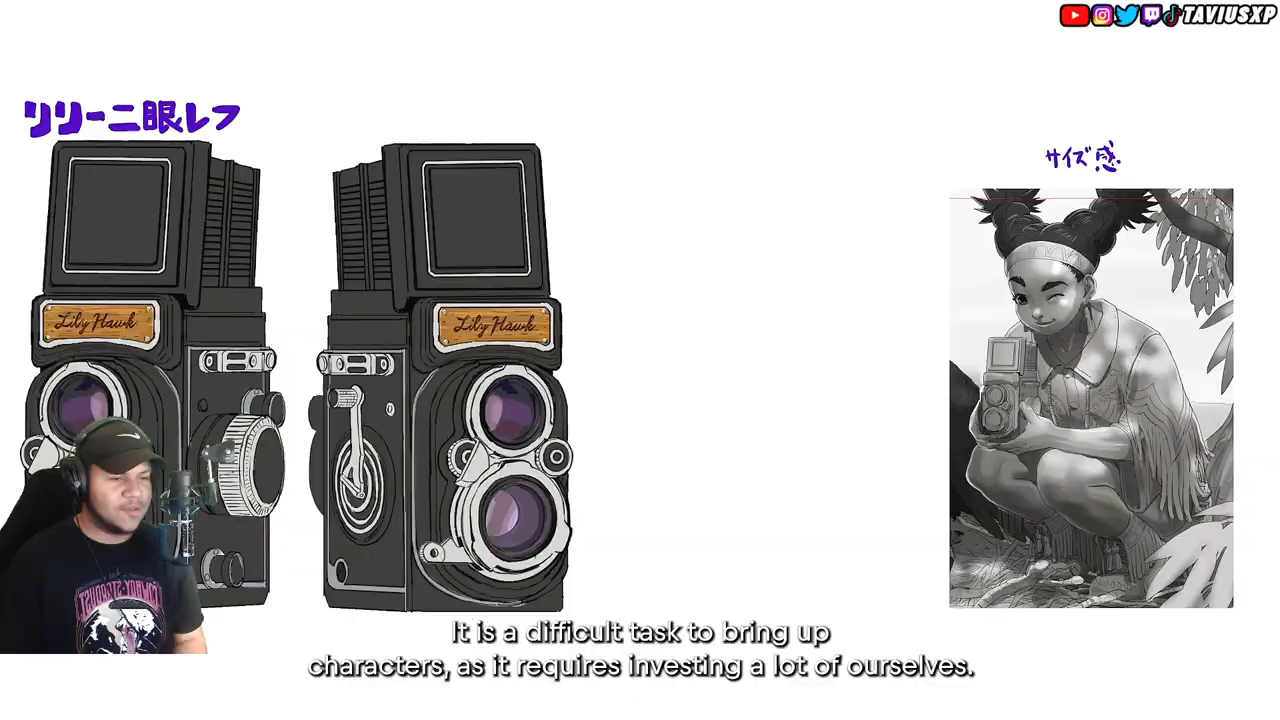 TAVIUSXP
リリー二眼レフ
サイズ感
Lily Hawk
Lily Hawk
It is a difficult task to bring up
characters, as it requires investing a lot of ourselves.